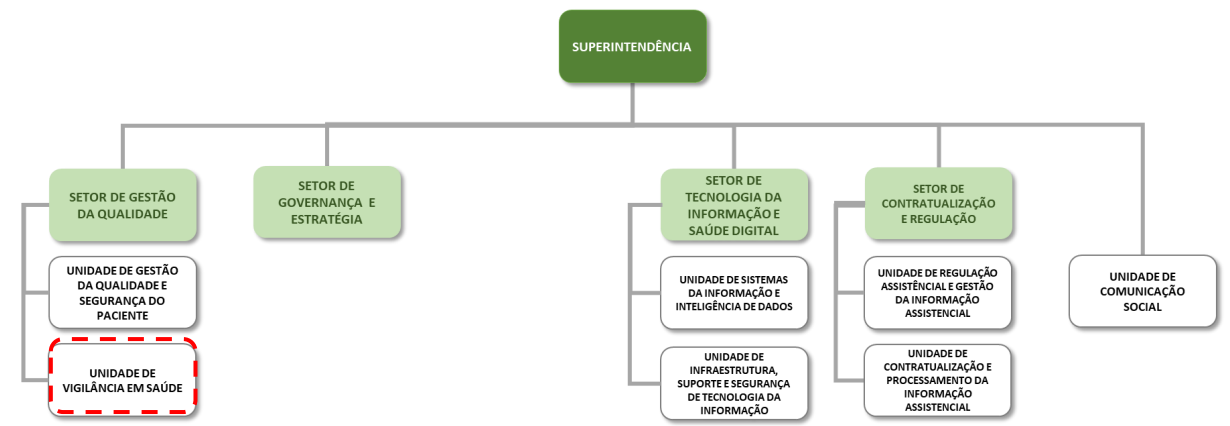 SUPERINTENDÊNCIA
SETOR DE GESTÃO
DA QUALIDADE
SETOR DE
GOVERNANÇA E
ESTRATÉGIA
SETOR DE
TECNOLOGIA DA
INFORMAÇÃO E
SAÚDE DIGITAL
SETOR DE
CONTRATUALIZAÇÃO
E REGULAÇÃO
UNIDADE DE GESTÃO
DA QUALIDADE E
SEGURANÇA DO
PACIENTE
UNIDADE DE SISTEMAS
DA INFORMAÇÃO E
INTELIGÊNCIA DE DADOS
UNIDADE DE REGULAÇÃO
ASSISTÊNCIAL E GESTÃO
DA INFORMAÇÃO
ASSISTENCIAL
UNIDADE DE
COMUNICAÇÃO
SOCIAL
UNIDADE DE
VIGILÂNCIA EM SAÚDE
UNIDADE DE
INFRAESTRUTURA,
SUPORTE E SEGURANÇA
DE TECNOLOGIA DA
INFORMAÇÃO
UNIDADE DE
CONTRATUALIZAÇÃO E
PROCESSAMENTO DA
INFORMAÇÃO
ASSISTENCIAL